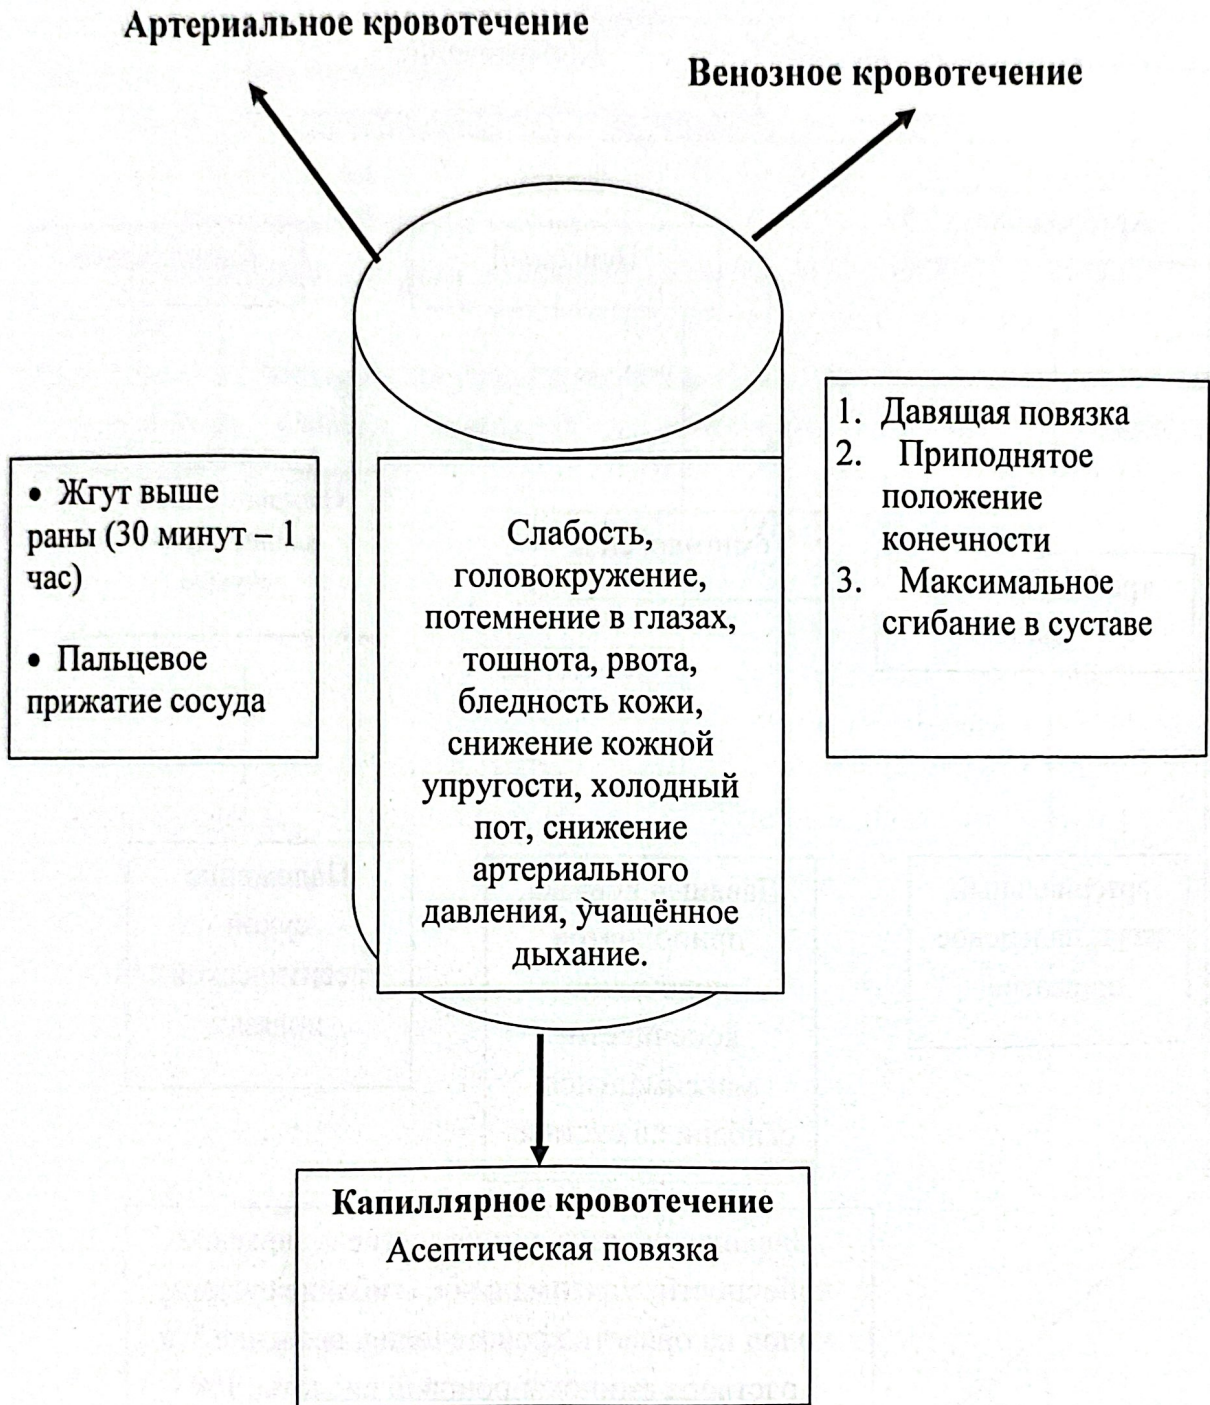 Артериальное кровотечение
Венозное кровотечение
• Жгут выше
раны (30 минут – 1
час)
• Пальцевое
прижатие сосуда
Слабость,
головокружение,
потемнение в глазах,
тошнота, рвота,
бледность кожи,
снижение кожной
упругости, холодный
пот, снижение
артериального
давления, учащённое
дыхание.
1. Давящая повязка
2. Приподнятое
положение
конечности
3. Максимальное
сгибание в суставе
Капиллярное кровотечение
Асептическая повязка